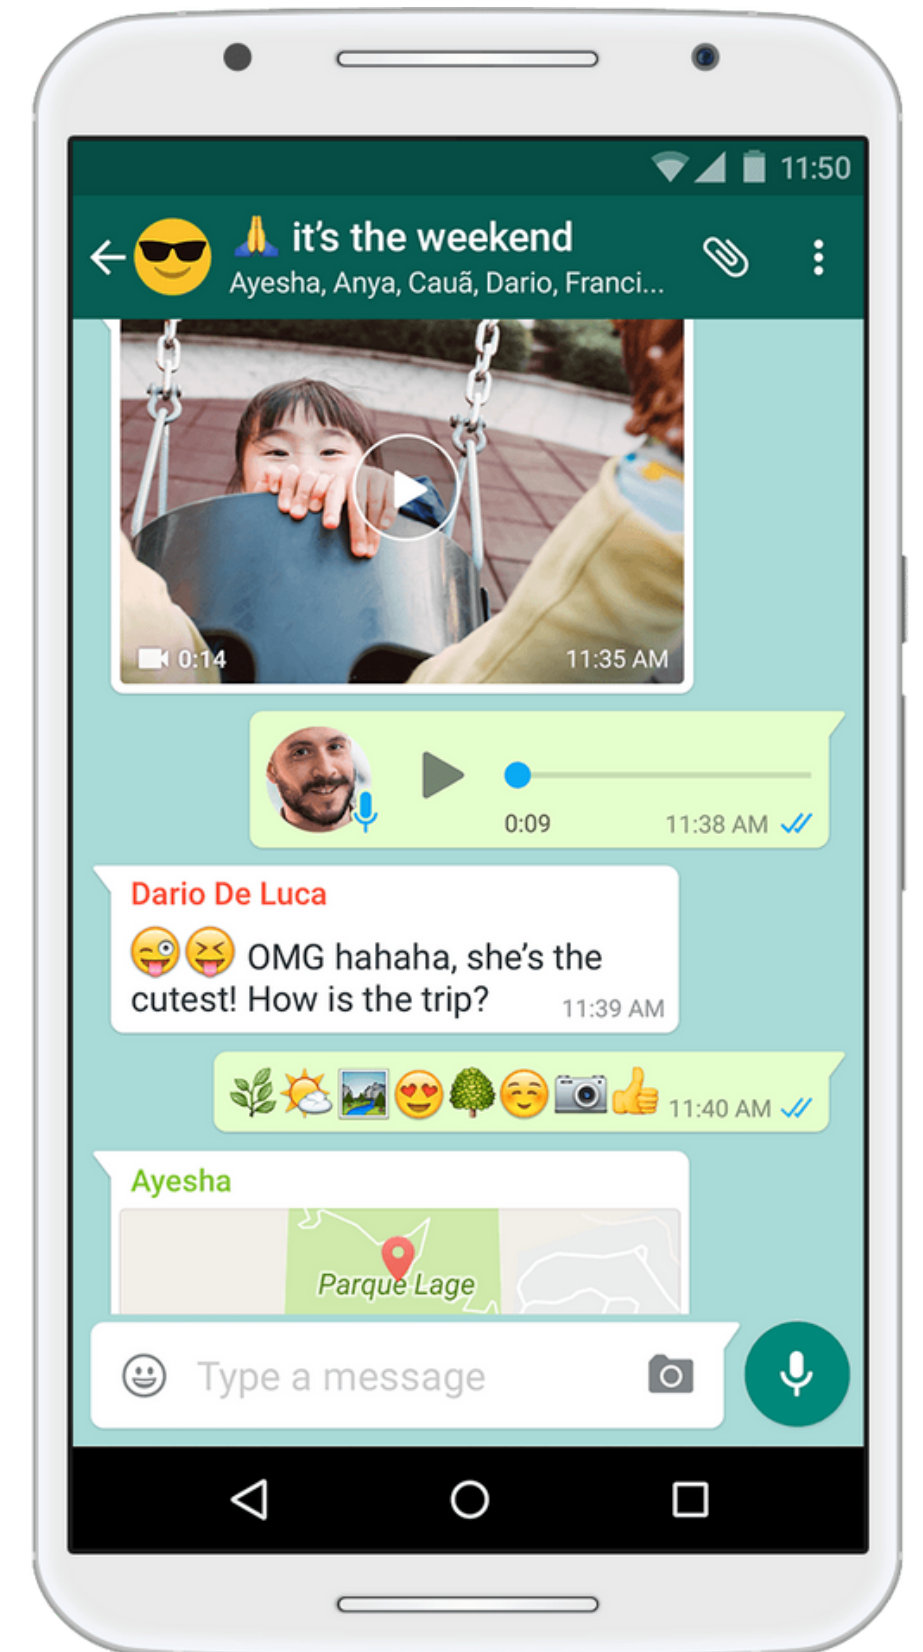 11:50
🙏 it’s the weekend
Ayesha, Anya, Cauã, Dario, Franci...
0:14
11:35 AM
0:09
11:38 AM
Dario De Luca
😜😝 OMG hahaha, she’s the
cutest! How is the trip?
11:39 AM
🌿🌤🏞😍🌳☺️📷👍 11:40 AM
Ayesha
Parque Lage
Type a message